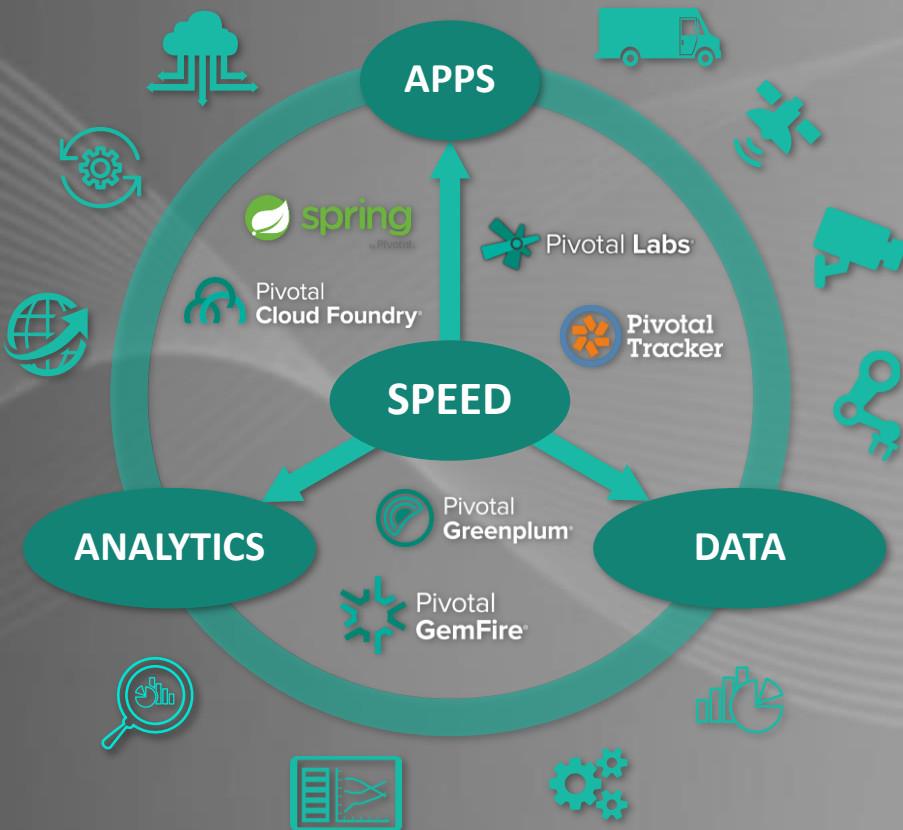 APPS
spring
by Pivotal
Pivotal Labs
Pivotal
Cloud Foundry
Pivotal
Tracker
SPEED
ANALYTICS
Pivotal
Greenplum
DATA
Pivotal
GemFire